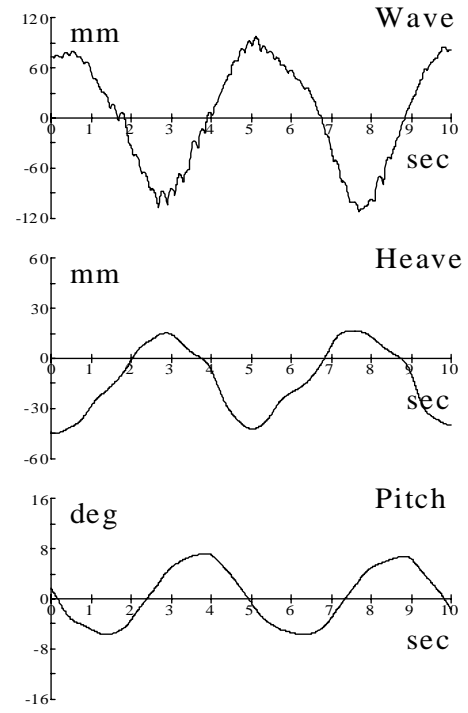 120 mm Wave
60
0
0 1 2 3 4 5 6 7 8 9 10
-60 sec
-120
60 Heave
mm
30
0
0 1 2 3 4 5 6 7 8 9 10
-30 sec
-60
16 Pitch
deg
8
0
0 1 2 3 4 5 6 7 8 9 10
-8 sec
-16